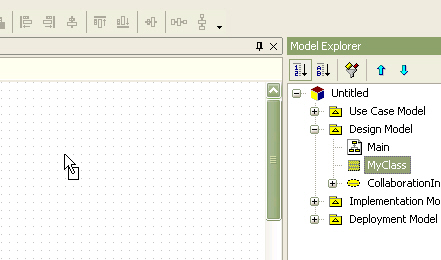 Model Explorer
Untitled
Use Case Model
Design Model
Main
MyClass
CollaborationIn
Implementation Mo
Deployment Model